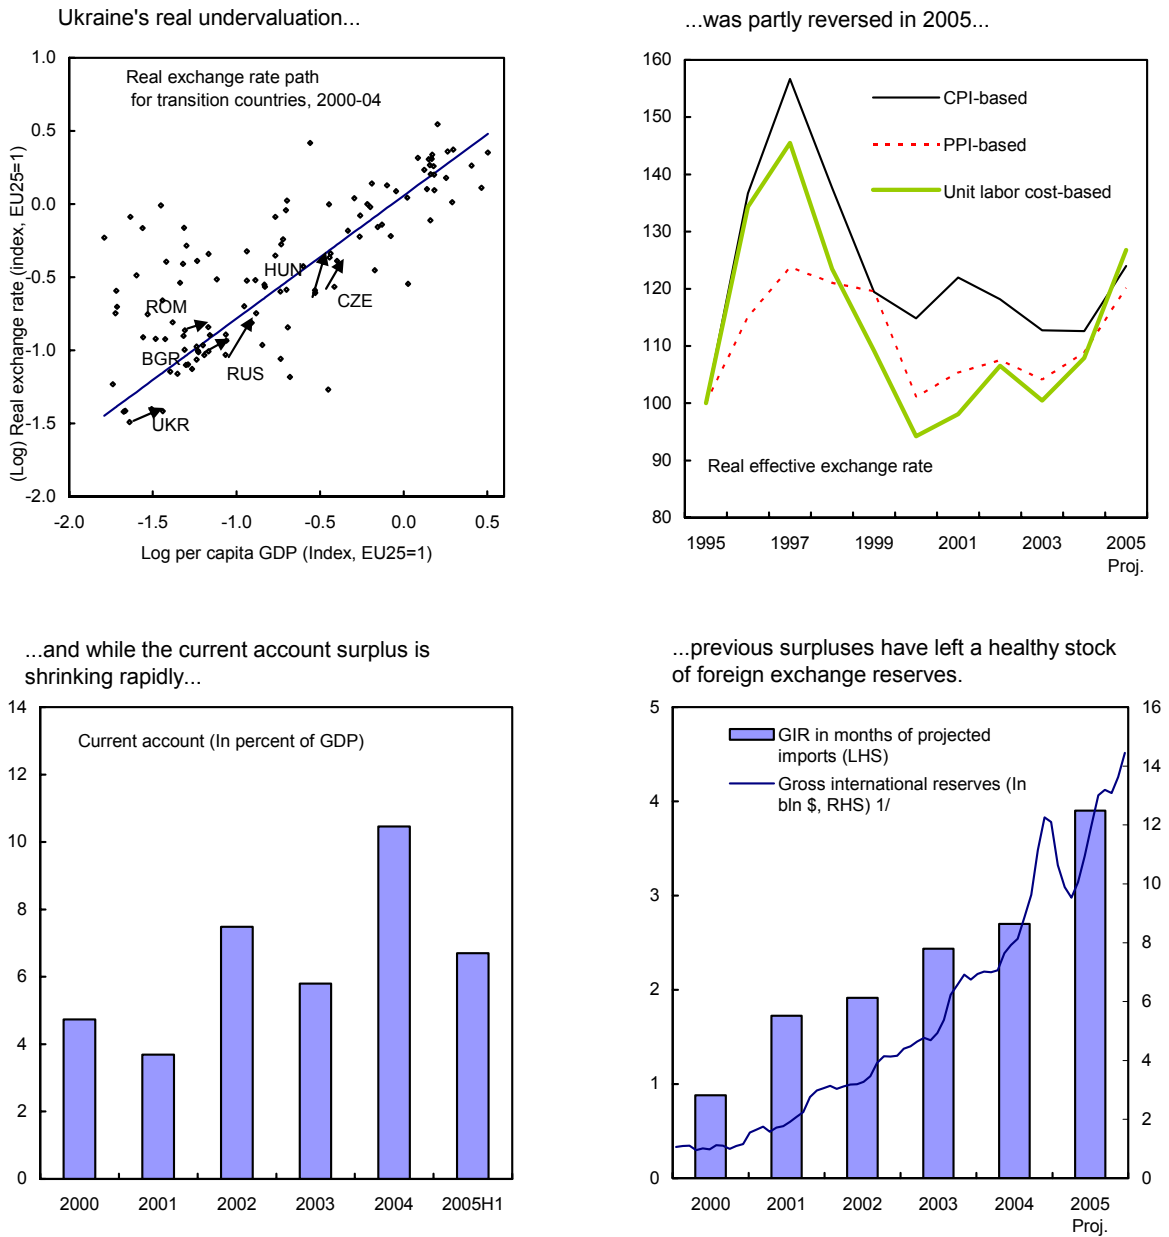 Ukraine's real undervaluation...
1.0
0.5
0.0
-0.5
-1.0
-1.5
-2.0
(Log) Real exchange rate (index, EU25=1)
Real exchange rate path
for transition countries, 2000-04
HUN
CZE
ROM
BGR
RUS
UKR
-2.0 -1.5 -1.0 -0.5 0.0 0.5
Log per capita GDP (Index, EU25=1)
...was partly reversed in 2005...
160
150
140
130
120
110
100
90
80
CPI-based
PPI-based
Unit labor cost-based
Real effective exchange rate
1995 1997 1999 2001 2003 2005
Proj.
...and while the current account surplus is
shrinking rapidly...
14
12
10
8
6
4
2
0
Current account (In percent of GDP)
2000 2001 2002 2003 2004 2005H1
...previous surpluses have left a healthy stock
of foreign exchange reserves.
5
4
3
2
1
0
GIR in months of projected
imports (LHS)
Gross international reserves (In
bln $, RHS) 1/
16
14
12
10
8
6
4
2
0
2000 2001 2002 2003 2004 2005
Proj.